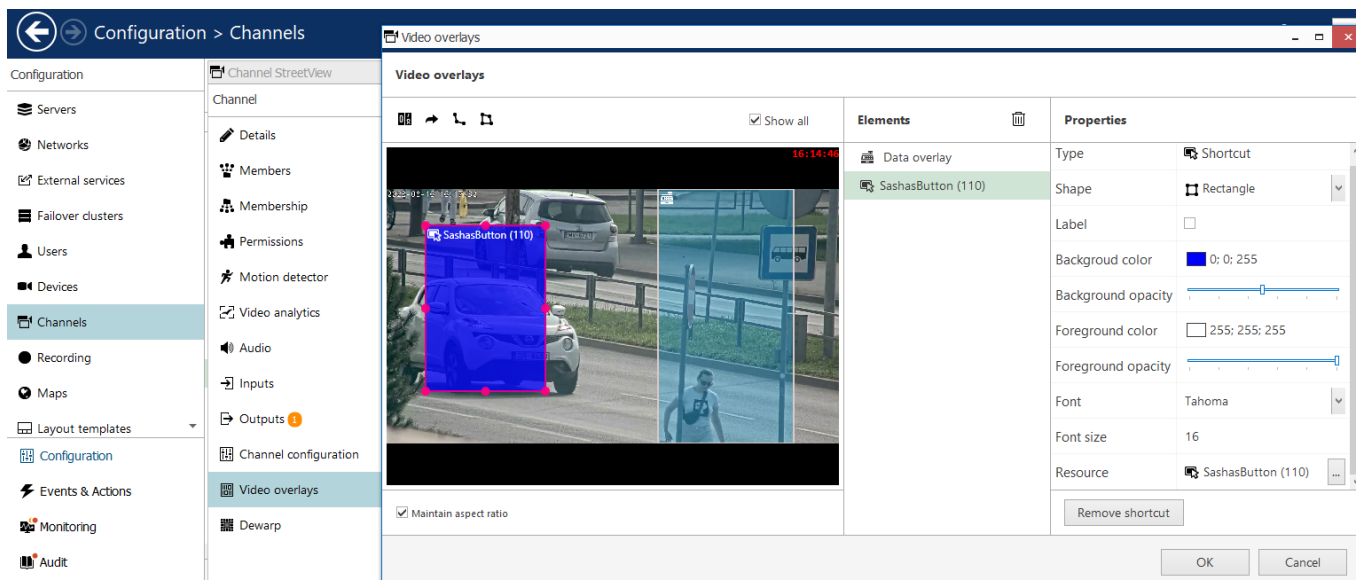 Configuration > Channels
Configuration
Servers
Networks
External services
Failover clusters
Users
Devices
Channels
Recording
Maps
Layout templates
Configuration
Events & Actions
Monitoring
Audit
Channel StreetView
Channel
Details
Members
Membership
Permissions
Motion detector
Video analytics
Audio
Inputs
Outputs 1
Channel configuration
Video overlays
Dewarp
Video overlays
Video overlays
Show all
16:14:46
SashasButton (110)
Maintain aspect ratio
Elements
Data overlay
SashasButton (110)
Properties
Type Shortcut
Shape Rectangle
Label
Backgroud color 0; 0; 255
Background opacity
Foreground color 255; 255; 255
Foreground opacity
Font Tahoma
Font size 16
Resource SashasButton (110) ...
Remove shortcut
OK Cancel